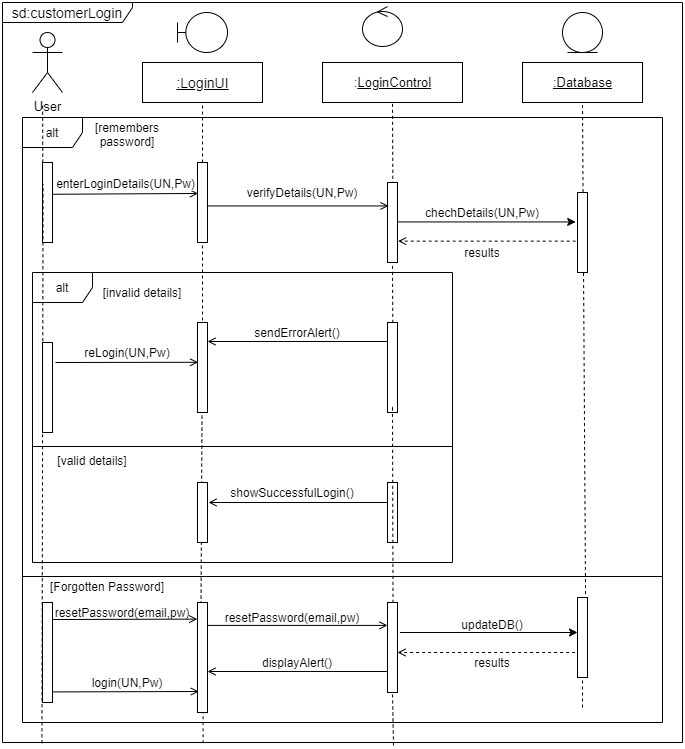 sd:customerLogin
User
:LoginUI
:LoginControl
:Database
alt
[remembers
password]
enterLoginDetails(UN,Pw)
verifyDetails(UN,Pw)
chechDetails(UN,Pw)
results
alt
[invalid details]
sendErrorAlert()
reLogin(UN,Pw)
[valid details]
showSuccessfulLogin()
[Forgotten Password]
resetPassword(email,pw)
resetPassword(email,pw)
updateDB()
displayAlert()
results
login(UN,Pw)